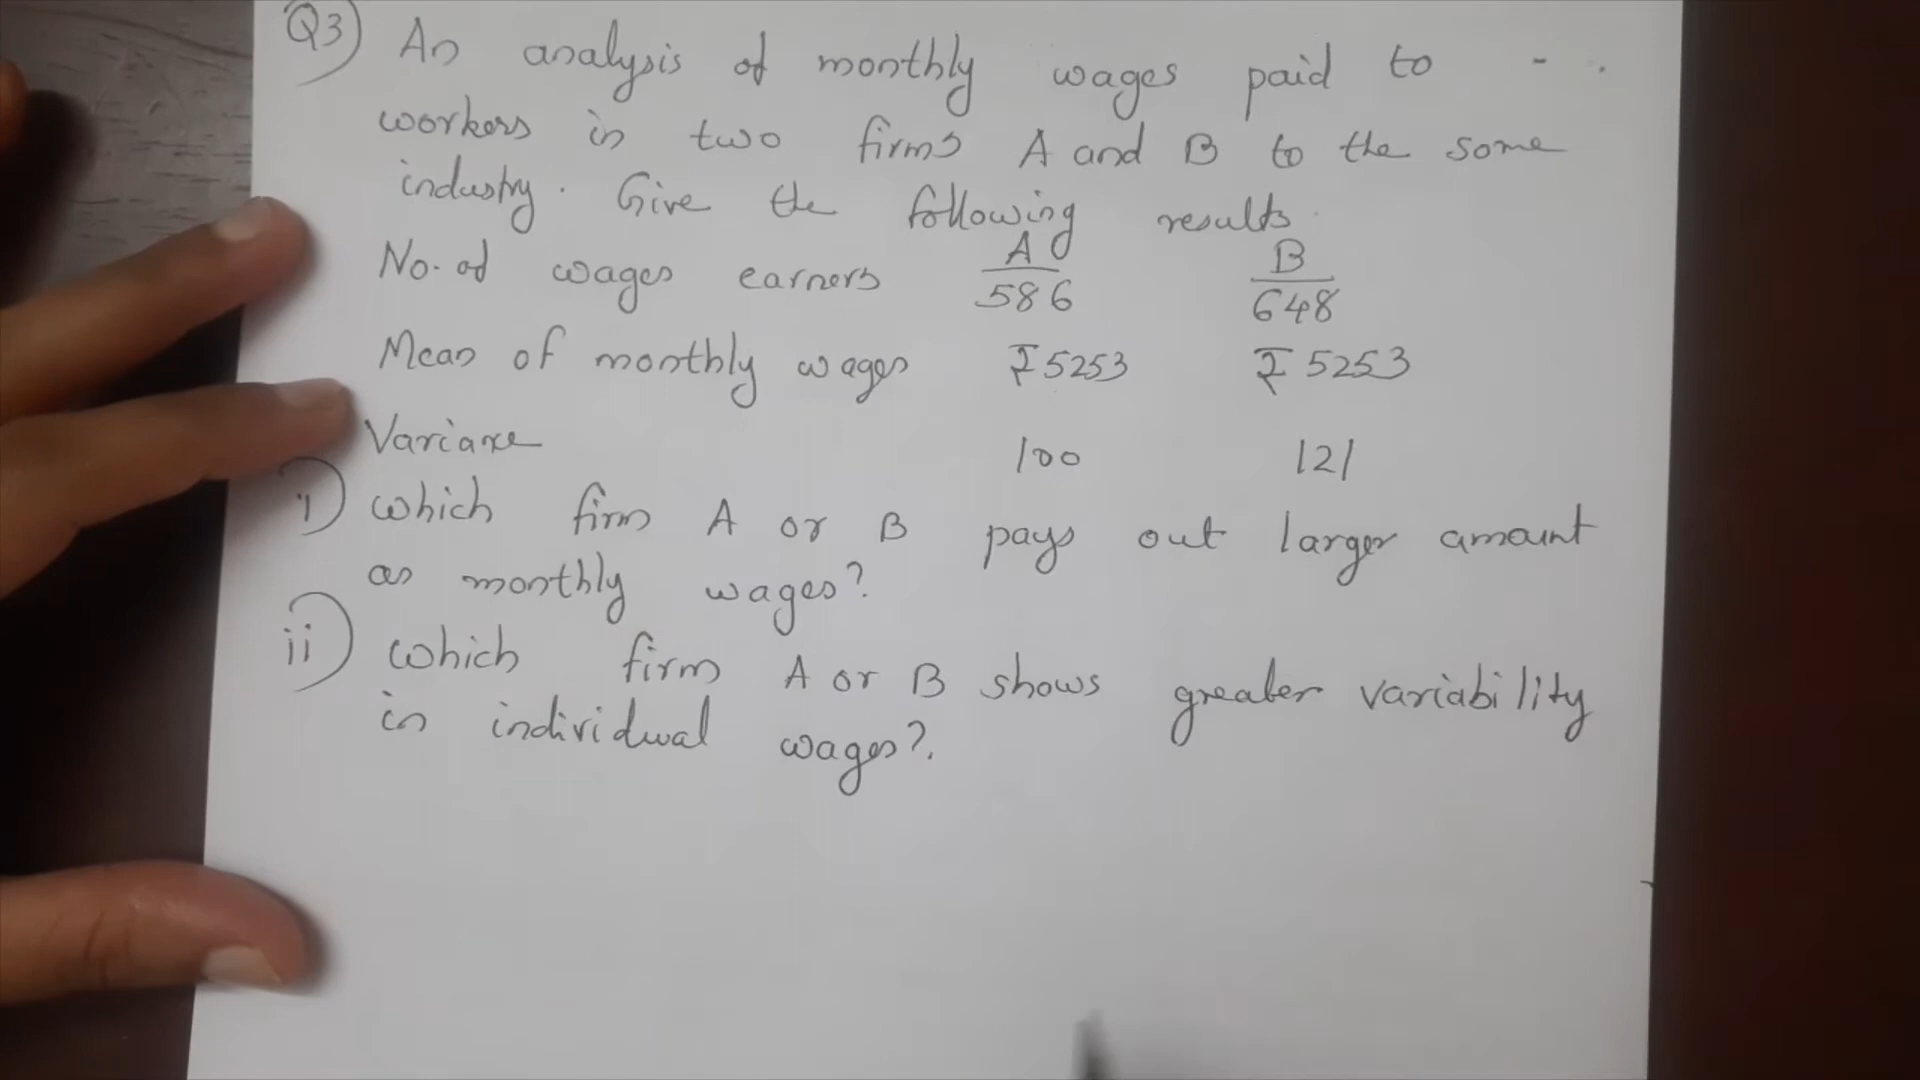 Q3) An analysis of monthly wages paid to
workers in two firms A and B to the some
industry. Give the following results.
A B
No. of wages earners 586 648
Mean of monthly wages ₹5253 ₹5253
Variance 100 121
i) which firm A or B pays out larger amount
as monthly wages?
ii) which firm A or B shows greater variability
in individual wages?.